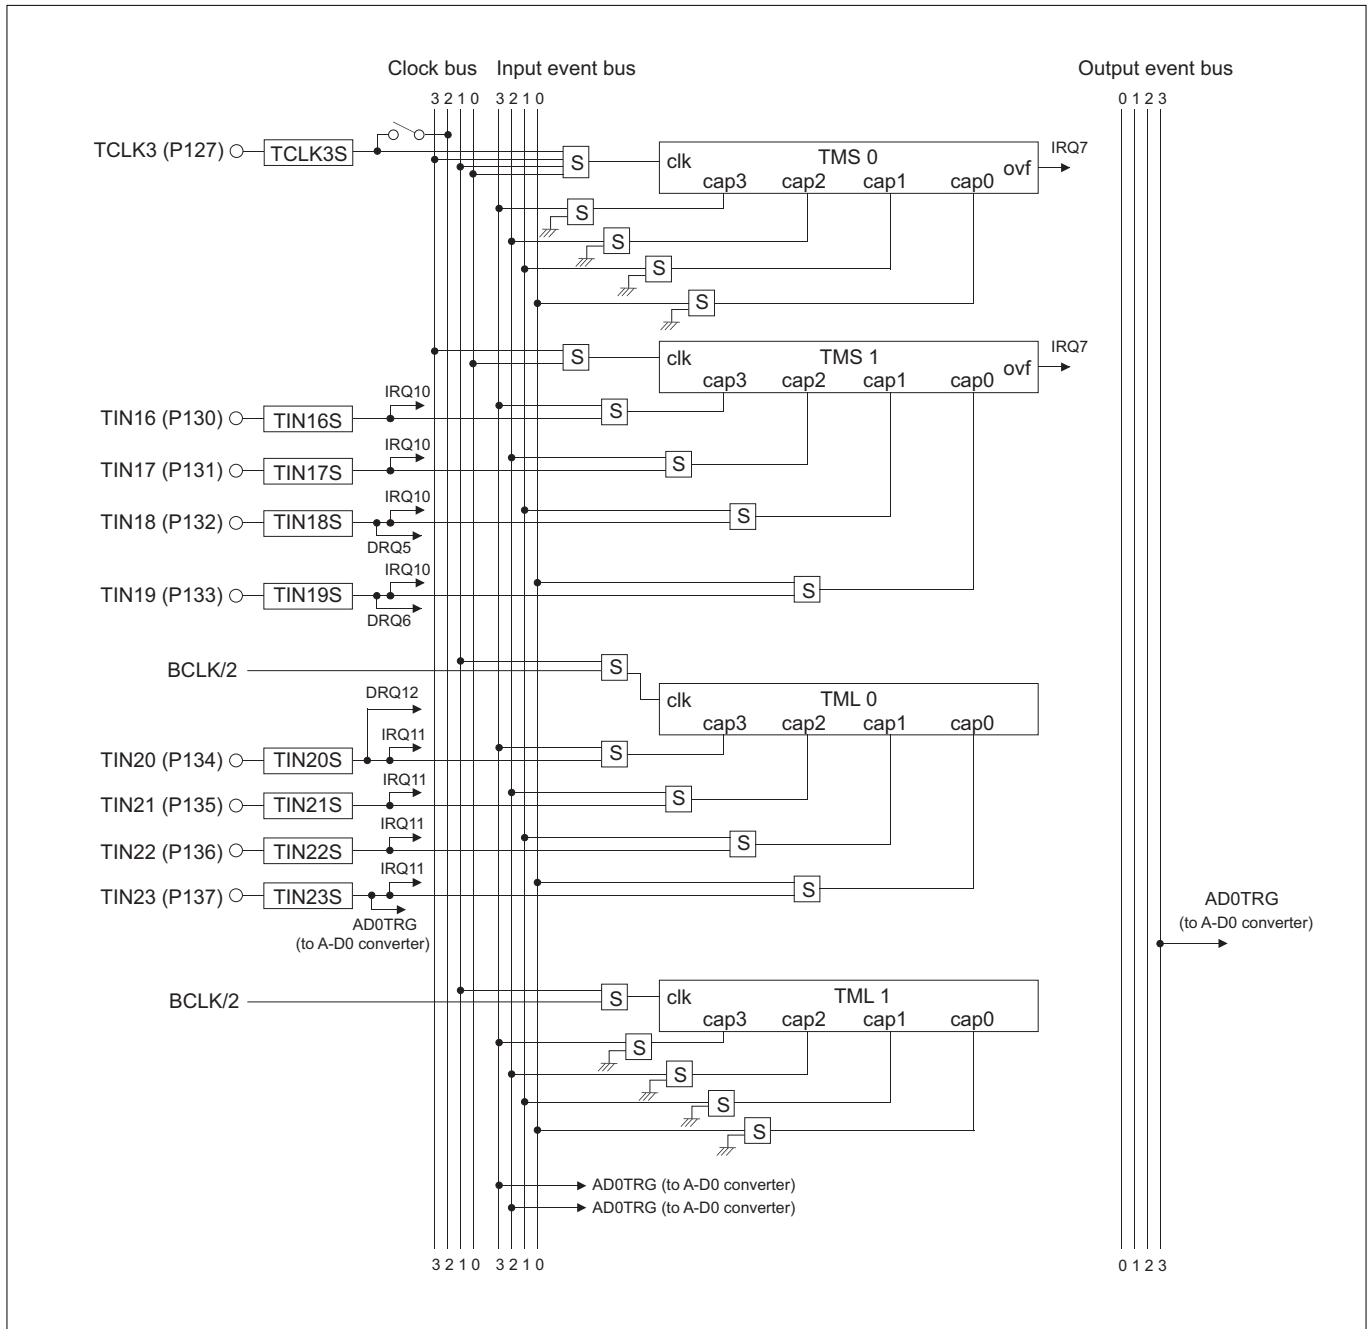 Clock bus
Input event bus
Output event bus
3 2 1 0
3 2 1 0
0 1 2 3
TCLK3 (P127)
TCLK3S
S
clk
TMS 0
cap3
cap2
cap1
cap0
ovf
IRQ7
S
S
S
S
S
clk
TMS 1
cap3
cap2
cap1
cap0
ovf
IRQ7
TIN16 (P130)
TIN16S
IRQ10
S
TIN17 (P131)
TIN17S
IRQ10
S
TIN18 (P132)
TIN18S
IRQ10
DRQ5
S
TIN19 (P133)
TIN19S
IRQ10
DRQ6
S
BCLK/2
S
clk
TML 0
cap3
cap2
cap1
cap0
DRQ12
TIN20 (P134)
TIN20S
IRQ11
S
TIN21 (P135)
TIN21S
IRQ11
S
TIN22 (P136)
TIN22S
IRQ11
S
TIN23 (P137)
TIN23S
IRQ11
S
AD0TRG
(to A-D0 converter)
AD0TRG
(to A-D0 converter)
BCLK/2
S
clk
TML 1
cap3
cap2
cap1
cap0
S
S
S
S
AD0TRG (to A-D0 converter)
AD0TRG (to A-D0 converter)
3 2 1 0
3 2 1 0
0 1 2 3